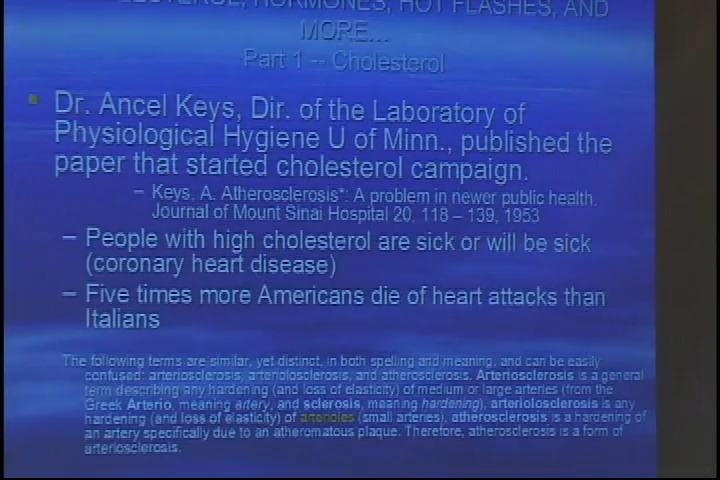 HORMONES, HOT FLASHES, AND
MORE...
Part 1 -- Cholesterol
Dr. Ancel Keys, Dir. of the Laboratory of
Physiological Hygiene U of Minn., published the
paper that started cholesterol campaign.
– Keys, A. Atherosclerosis*: A problem in newer public health.
Journal of Mount Sinai Hospital 20, 118 – 139, 1953
– People with high cholesterol are sick or will be sick
(coronary heart disease)
– Five times more Americans die of heart attacks than
Italians
The following terms are similar, yet distinct, in both spelling and meaning, and can be easily
confused: arteriosclerosis, arteriolosclerosis, and atherosclerosis. Arteriosclerosis is a general
term describing any hardening (and loss of elasticity) of medium or large arteries (from the
Greek Arterio, meaning artery, and sclerosis, meaning hardening), arteriolosclerosis is any
hardening (and loss of elasticity) of arterioles (small arteries), atherosclerosis is a hardening of
an artery specifically due to an atheromatous plaque. Therefore, atherosclerosis is a form of
arteriosclerosis.